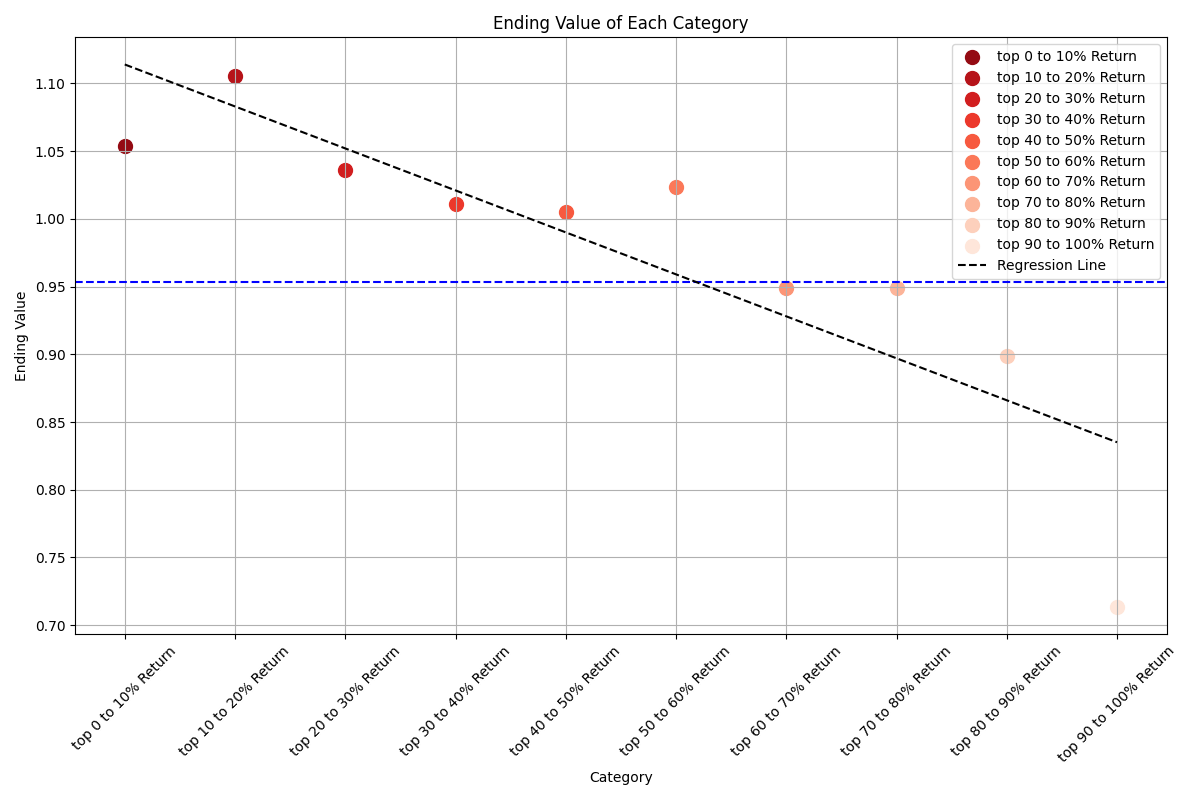 Ending Value of Each Category
top 0 to 10% Return
top 10 to 20% Return
top 20 to 30% Return
top 30 to 40% Return
top 40 to 50% Return
top 50 to 60% Return
top 60 to 70% Return
top 70 to 80% Return
top 80 to 90% Return
top 90 to 100% Return
Regression Line
Ending Value
1.10
1.05
1.00
0.95
0.90
0.85
0.80
0.75
0.70
top 0 to 10% Return
top 10 to 20% Return
top 20 to 30% Return
top 30 to 40% Return
top 40 to 50% Return
top 50 to 60% Return
top 60 to 70% Return
top 70 to 80% Return
top 80 to 90% Return
top 90 to 100% Return
Category